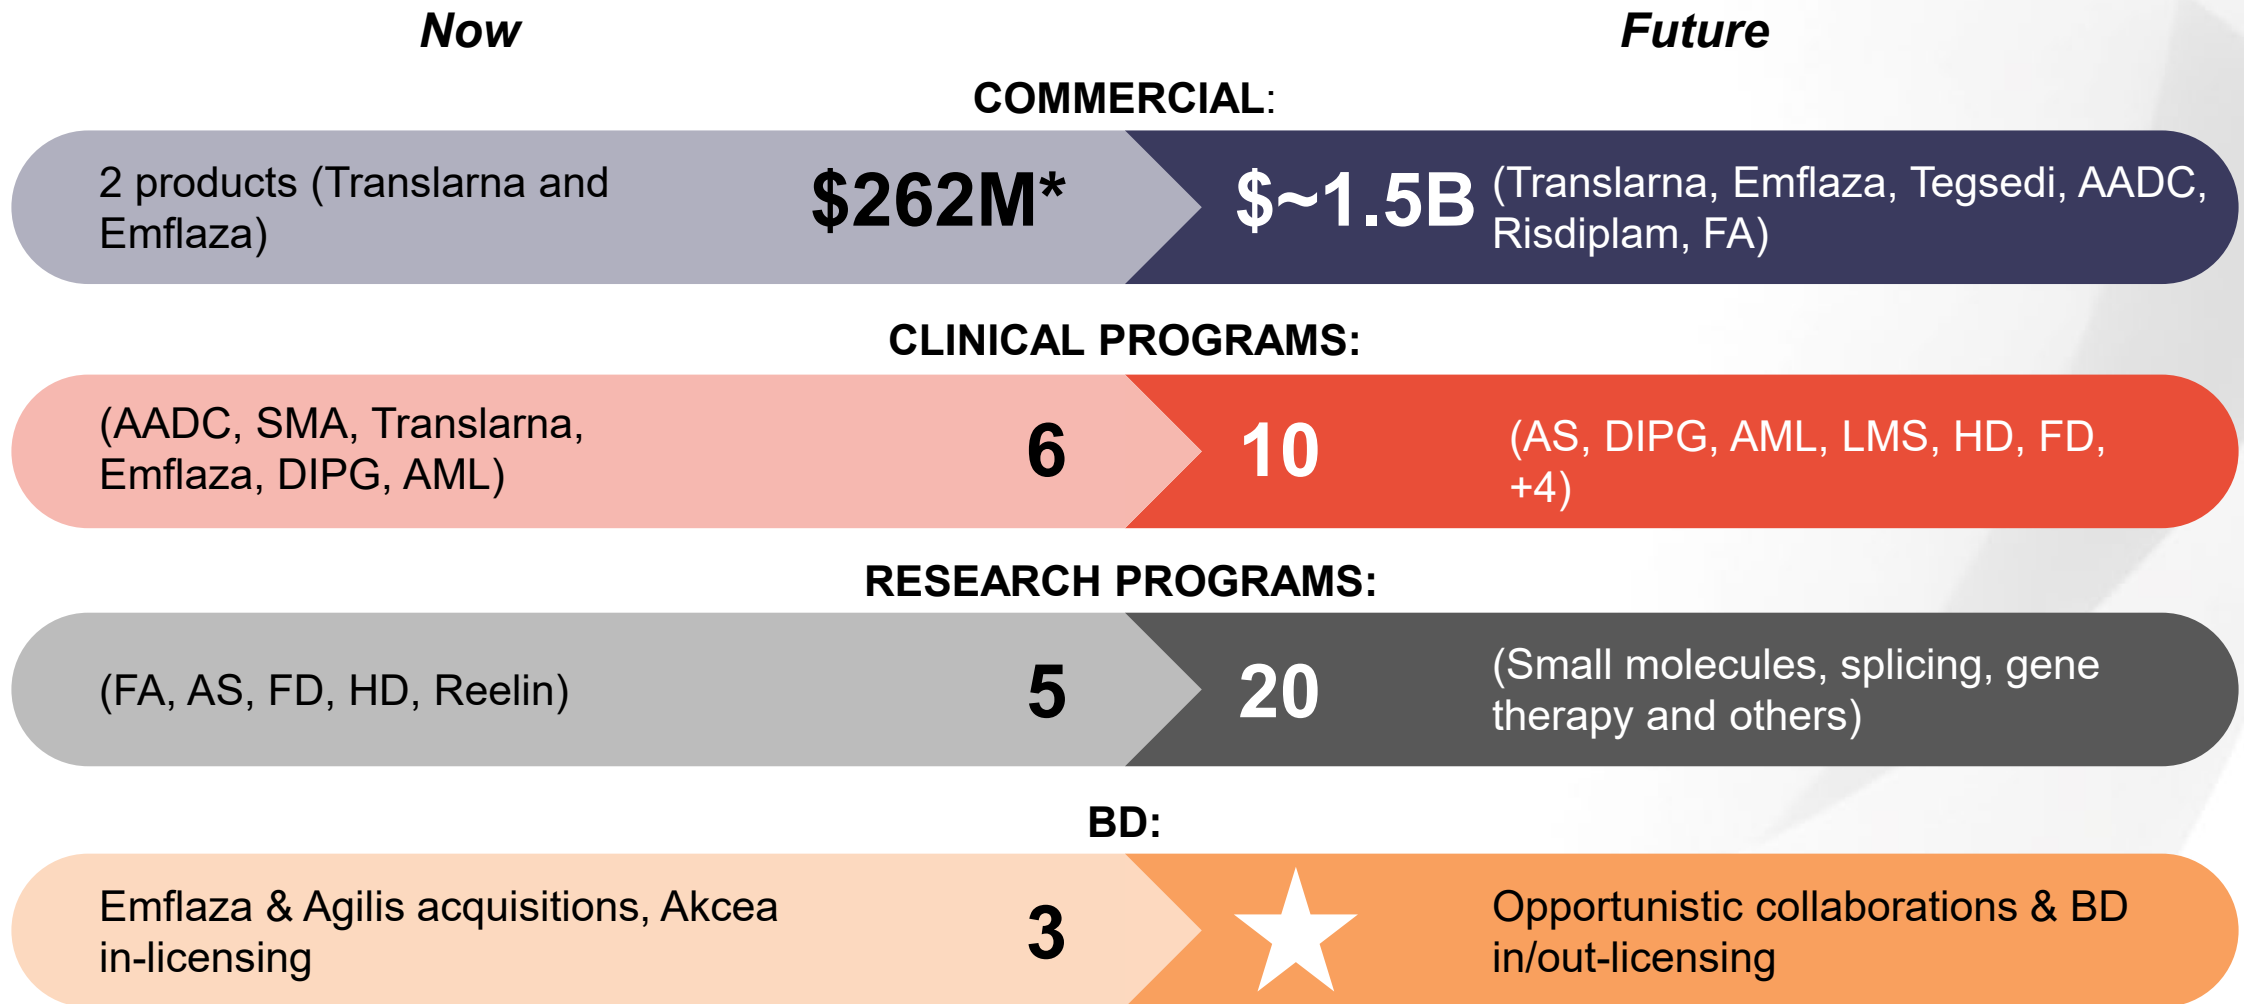 Now
Future
COMMERCIAL:
2 products (Translarna and
Emflaza)
$262M*
$~1.5B
(Translarna, Emflaza, Tegsedi, AADC,
Risdiplam, FA)
CLINICAL PROGRAMS:
(AADC, SMA, Translarna,
Emflaza, DIPG, AML)
6
10
(AS, DIPG, AML, LMS, HD, FD,
+4)
RESEARCH PROGRAMS:
(FA, AS, FD, HD, Reelin)
5
20
(Small molecules, splicing, gene
therapy and others)
BD:
Emflaza & Agilis acquisitions, Akcea
in-licensing
3
Opportunistic collaborations & BD
in/out-licensing